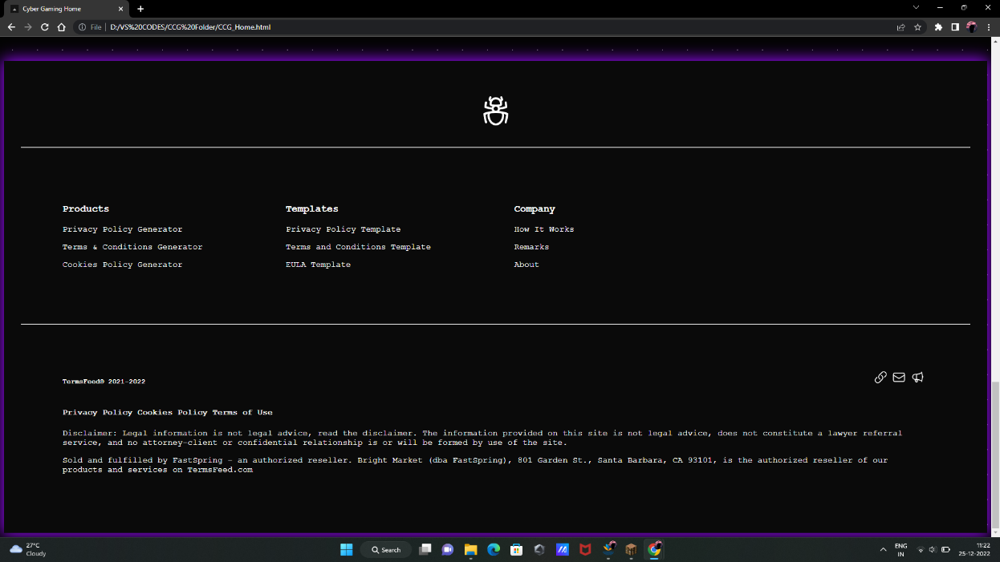 Cyber Gaming Home
File
D:/VS%20CODES/CCG%20Folder/CCG_Home.html
Products
Privacy Policy Generator
Terms & Conditions Generator
Cookies Policy Generator
Templates
Privacy Policy Template
Terms and Conditions Template
EULA Template
Company
How It Works
Remarks
About
TermsFeed® 2021-2022
Privacy Policy Cookies Policy Terms of Use
Disclaimer: Legal information is not legal advice, read the disclaimer. The information provided on this site is not legal advice, does not constitute a lawyer referral
service, and no attorney-client or confidential relationship is or will be formed by use of the site.
Sold and fulfilled by FastSpring - an authorized reseller. Bright Market (dba FastSpring), 801 Garden St., Santa Barbara, CA 93101, is the authorized reseller of our
products and services on TermsFeed.com
27°C
Cloudy
Search
ENG
IN
11:22
25-12-2022